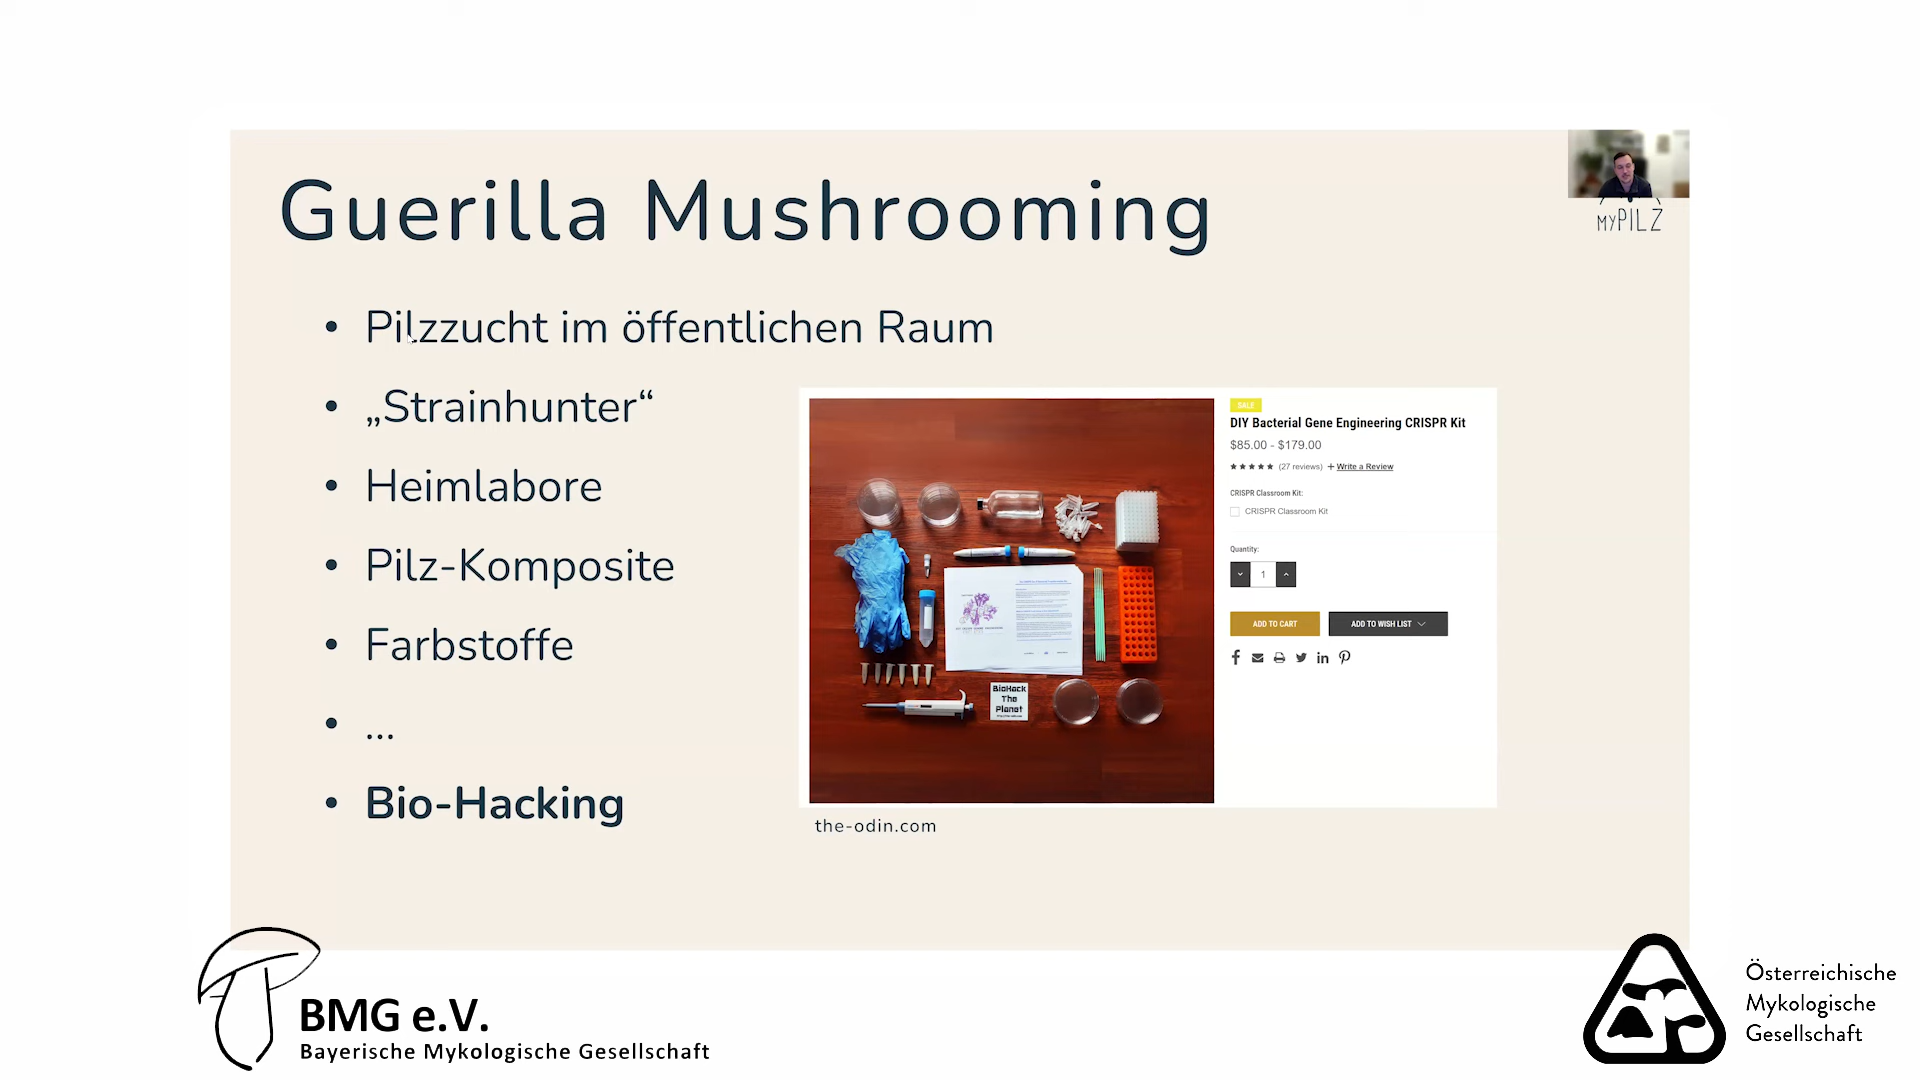 Guerilla Mushrooming
MYPILZ
• Pilzzucht im öffentlichen Raum
• „Strainhunter“
• Heimlabore
• Pilz-Komposite
• Farbstoffe
• ...
• Bio-Hacking
BioHack
The
Planet
SALE
DIY Bacterial Gene Engineering CRISPR Kit
$85.00 - $179.00
(27 reviews) + Write a Review
CRISPR Classroom Kit:
CRISPR Classroom Kit
Quantity:
1
ADD TO CART
ADD TO WISH LIST
the-odin.com
BMG e.V.
Bayerische Mykologische Gesellschaft
Österreichische
Mykologische
Gesellschaft